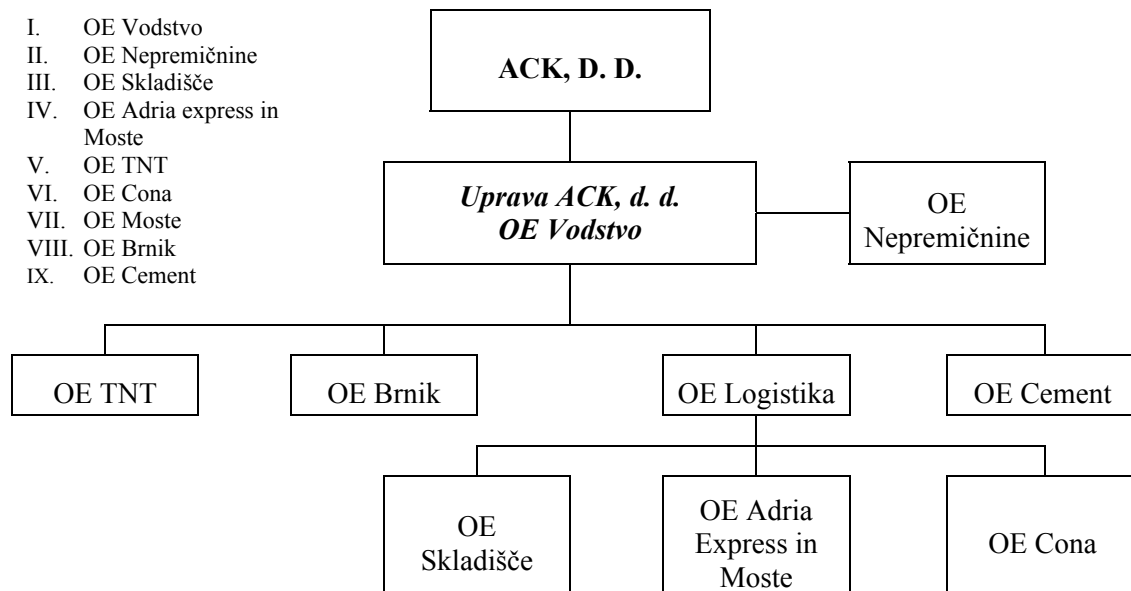 I. OE Vodstvo
II. OE Nepremičnine
III. OE Skladišče
IV. OE Adria express in
Moste
V. OE TNT
VI. OE Cona
VII. OE Moste
VIII. OE Brnik
IX. OE Cement
ACK, D. D.
Uprava ACK, d. d.
OE Vodstvo
OE
Nepremičnine
OE TNT
OE Brnik
OE Logistika
OE Cement
OE
Skladišče
OE Adria
Express in
Moste
OE Cona